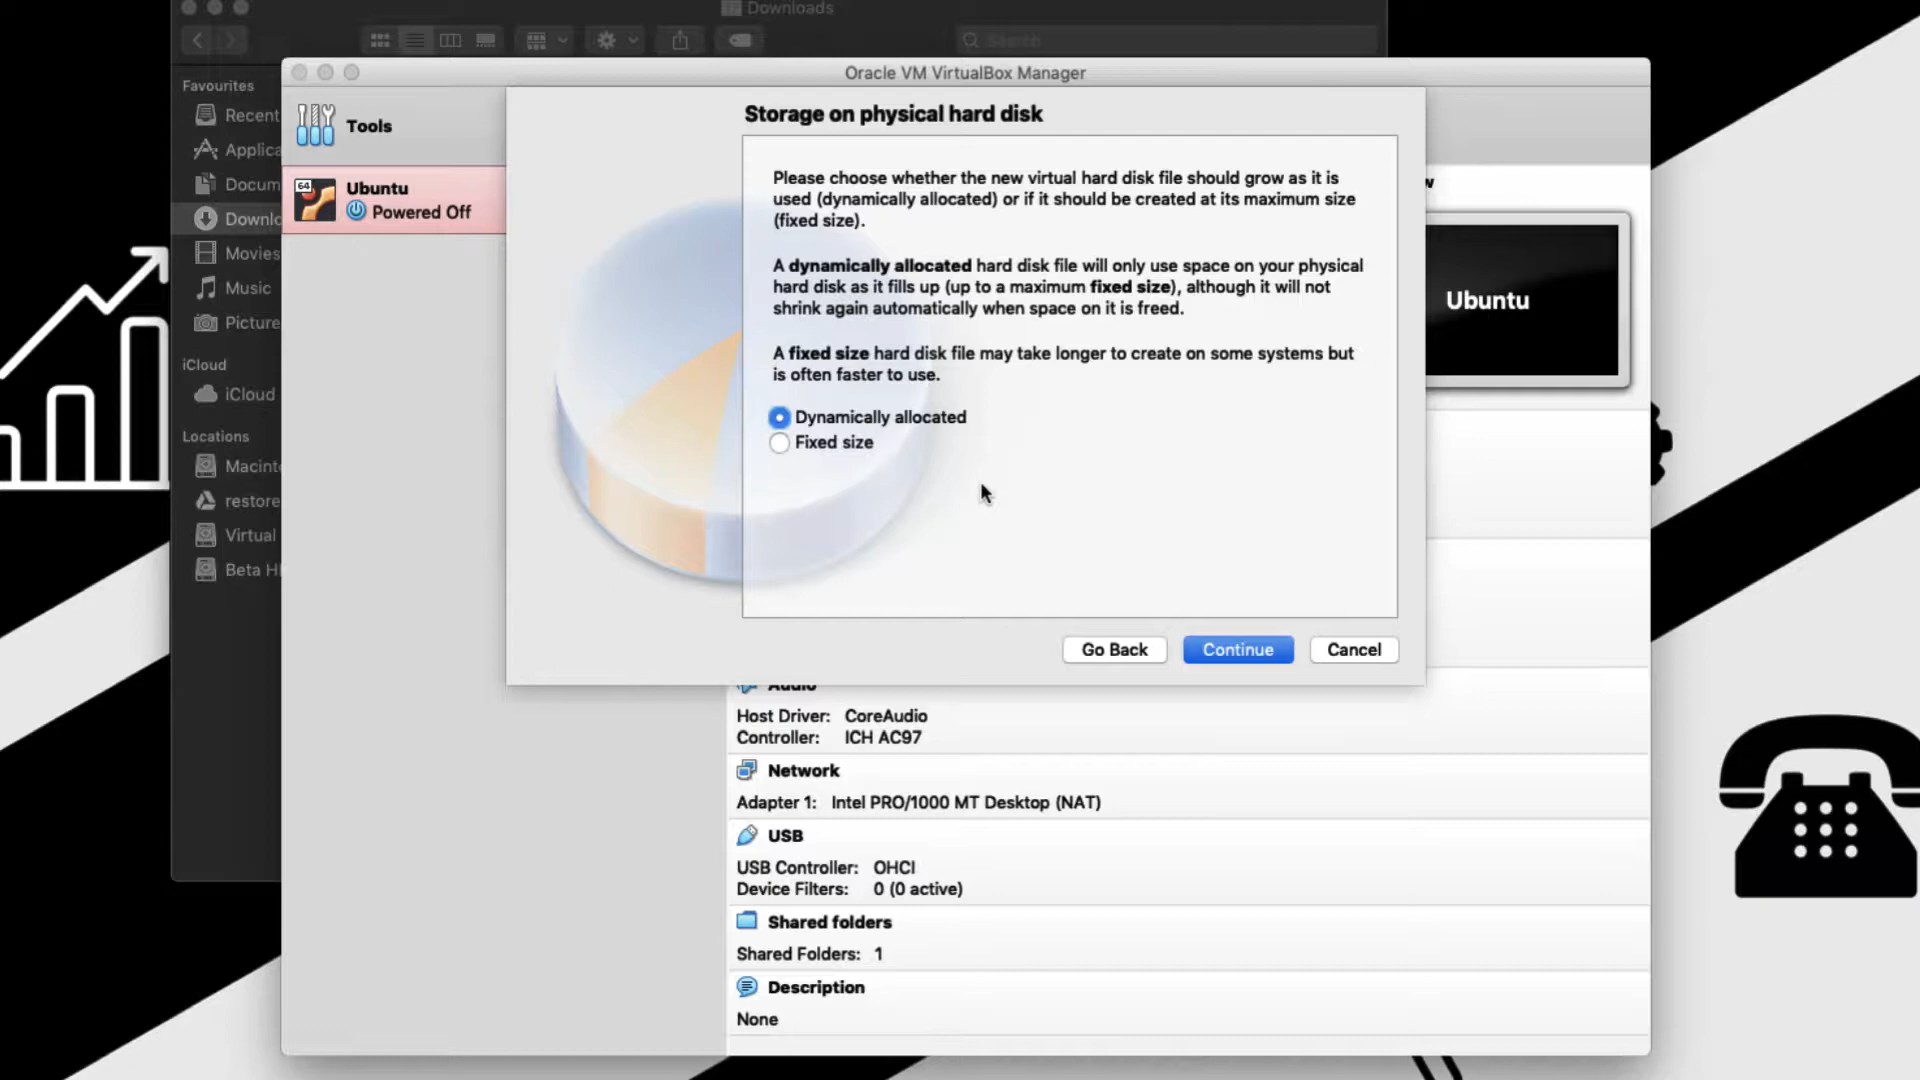 Downloads
Search
Favourites
Recent
Applica
Docum
Downlo
Movies
Music
Picture
iCloud
iCloud
Locations
Macint
restore
Virtual
Beta H
Oracle VM VirtualBox Manager
Tools
64
Ubuntu
Powered Off
Storage on physical hard disk
Please choose whether the new virtual hard disk file should grow as it is
used (dynamically allocated) or if it should be created at its maximum size
(fixed size).
A dynamically allocated hard disk file will only use space on your physical
hard disk as it fills up (up to a maximum fixed size), although it will not
shrink again automatically when space on it is freed.
A fixed size hard disk file may take longer to create on some systems but
is often faster to use.
Dynamically allocated
Fixed size
Go Back
Continue
Cancel
w
Ubuntu
Audio
Host Driver: CoreAudio
Controller: ICH AC97
Network
Adapter 1: Intel PRO/1000 MT Desktop (NAT)
USB
USB Controller: OHCI
Device Filters: 0 (0 active)
Shared folders
Shared Folders: 1
Description
None